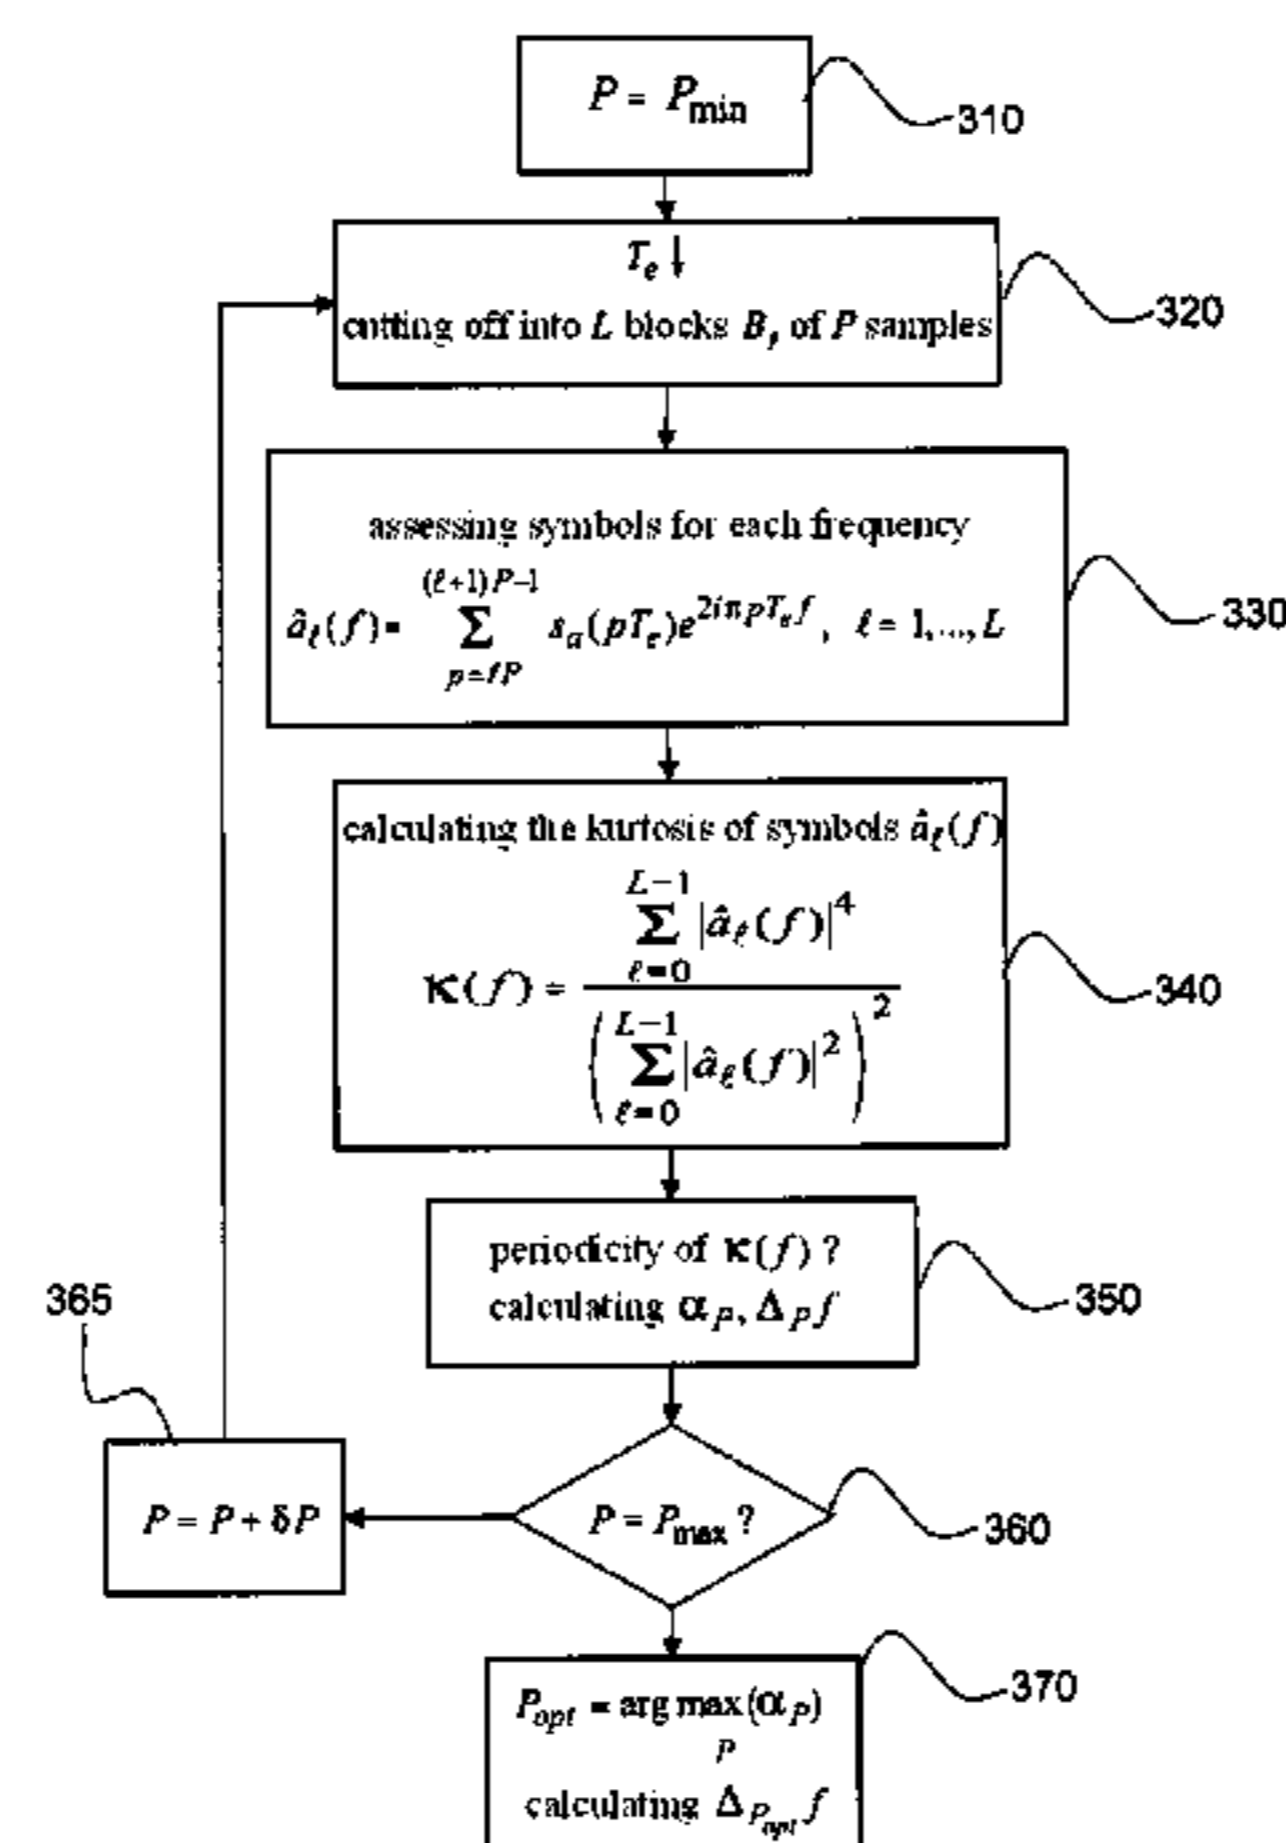 P = P_min
310
T_e ↓
cutting off into L blocks B_ℓ of P samples
320
assessing symbols for each frequency
â_ℓ(f) = Σ_{p=ℓP}^{(ℓ+1)P-1} s_a(pT_e)e^{2iπpT_e f}, ℓ = 1,...,L
330
calculating the kurtosis of symbols â_ℓ(f)
κ(f) = Σ_{ℓ=0}^{L-1} |â_ℓ(f)|^4 / (Σ_{ℓ=0}^{L-1} |â_ℓ(f)|^2)^2
340
periodicity of κ(f) ?
calculating α_P, Δ_P f
350
365
P = P + δP
P = P_max ?
360
P_opt = arg max_P (α_P)
calculating Δ_{P_opt} f
370